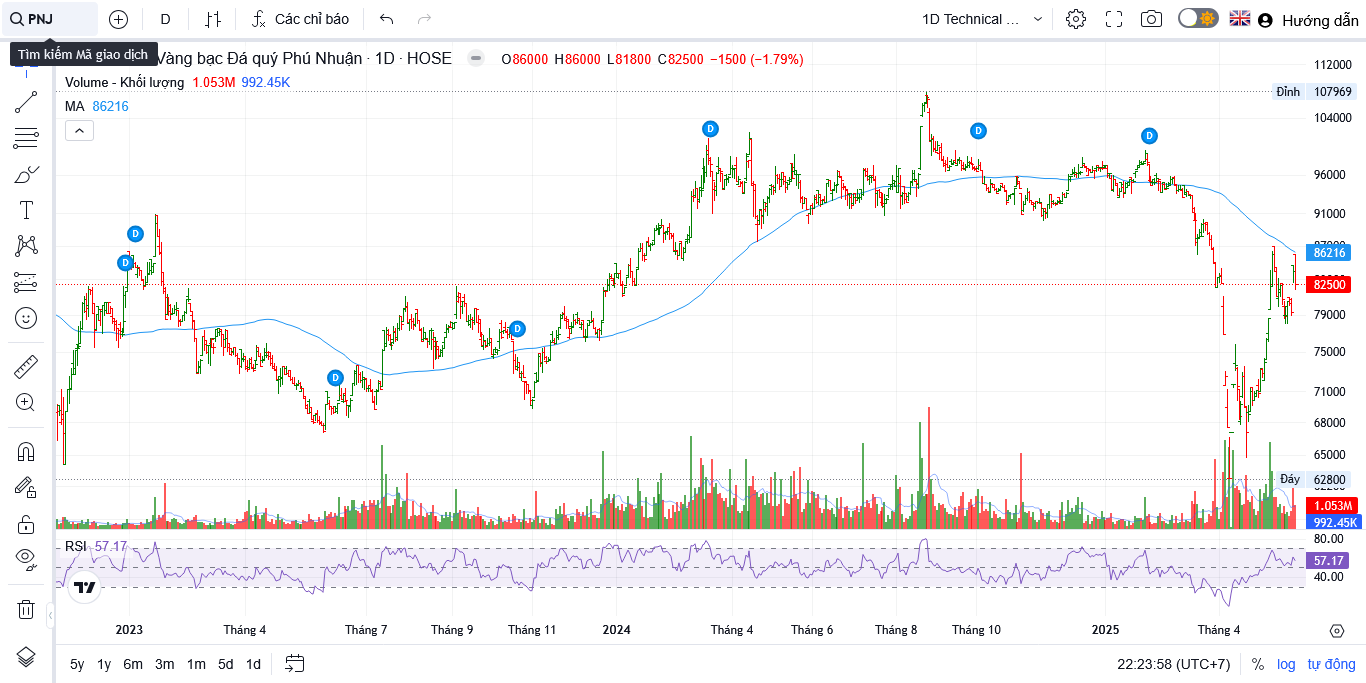 PNJ
D
Các chỉ báo
1D Technical ...
Hướng dẫn
Tìm kiếm Mã giao dịch
Vàng bạc Đá quý Phú Nhuận · 1D · HOSE
O86000 H86000 L81800 C82500 −1500 (−1.79%)
Volume - Khối lượng 1.053M 992.45K
MA 86216
112000
Đỉnh 107969
104000
96000
91000
86216
82500
79000
75000
71000
68000
65000
Đáy 62800
1.053M
992.45K
D
D
D
D
D
D
D
RSI 57.17
80.00
57.17
40.00
2023 Tháng 4 Tháng 7 Tháng 9 Tháng 11 2024 Tháng 4 Tháng 6 Tháng 8 Tháng 10 2025 Tháng 4
5y 1y 6m 3m 1m 5d 1d
22:23:58 (UTC+7) % log tự động